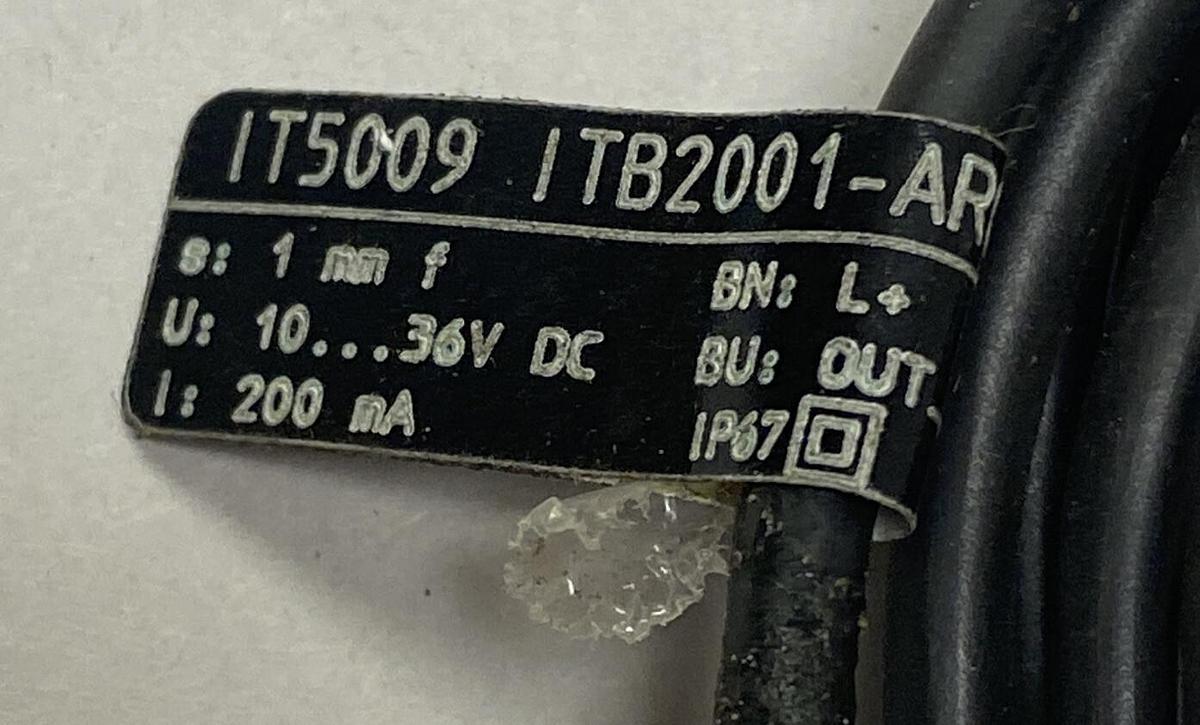 IT5009 ITB2001-AR
s: 1 mm f BN: L+
U: 10...36V DC BU: OUT
I: 200 mA IP67